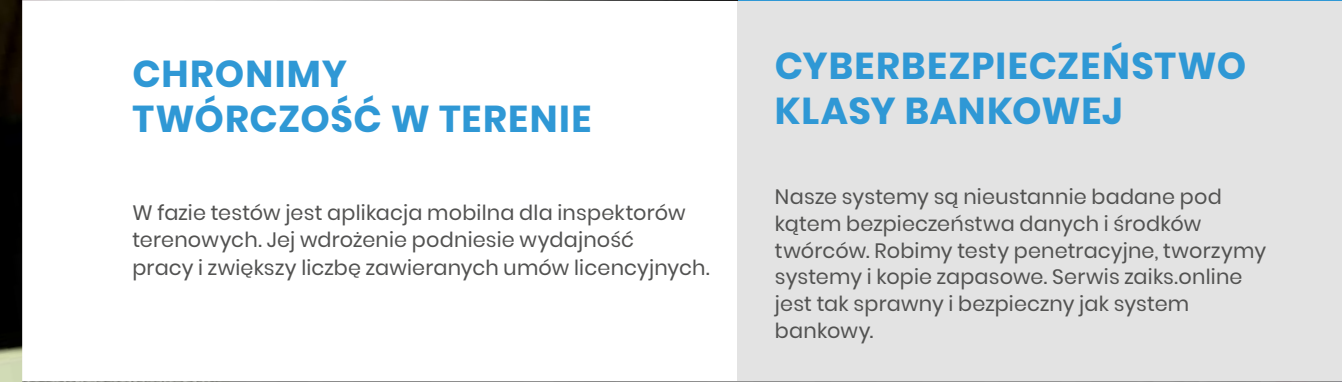 CHRONIMY
TWÓRCZOŚĆ W TERENIE
W fazie testów jest aplikacja mobilna dla inspektorów
terenowych. Jej wdrożenie podniesie wydajność
pracy i zwiększy liczbę zawieranych umów licencyjnych.
CYBERBEZPIECZEŃSTWO
KLASY BANKOWEJ
Nasze systemy są nieustannie badane pod
kątem bezpieczeństwa danych i środków
twórców. Robimy testy penetracyjne, tworzymy
systemy i kopie zapasowe. Serwis zaiks.online
jest tak sprawny i bezpieczny jak system
bankowy.